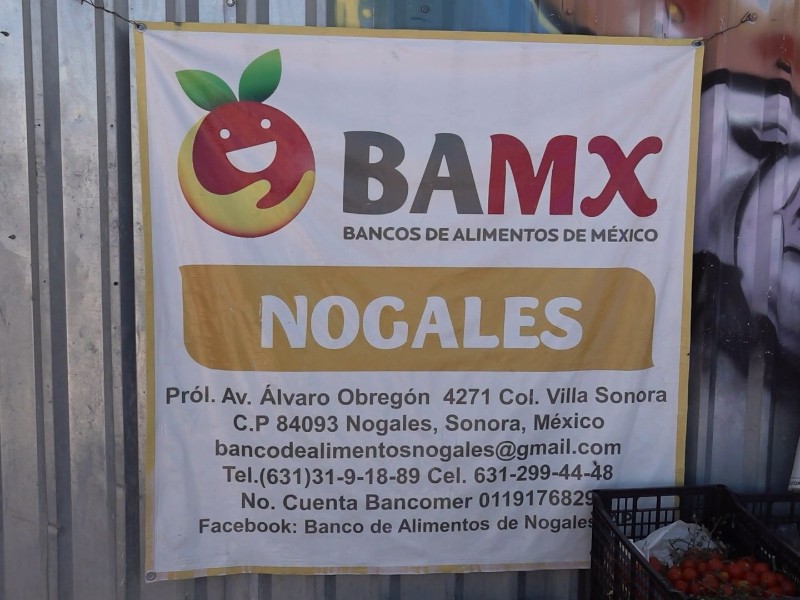 BAMX
BANCOS DE ALIMENTOS DE MÉXICO
NOGALES
Pról. Av. Álvaro Obregón 4271 Col. Villa Sonora
C.P 84093 Nogales, Sonora, México
bancodealimentosnogales@gmail.com
Tel.(631)31-9-18-89 Cel. 631-299-44-48
No. Cuenta Bancomer 0119176829
Facebook: Banco de Alimentos de Nogales